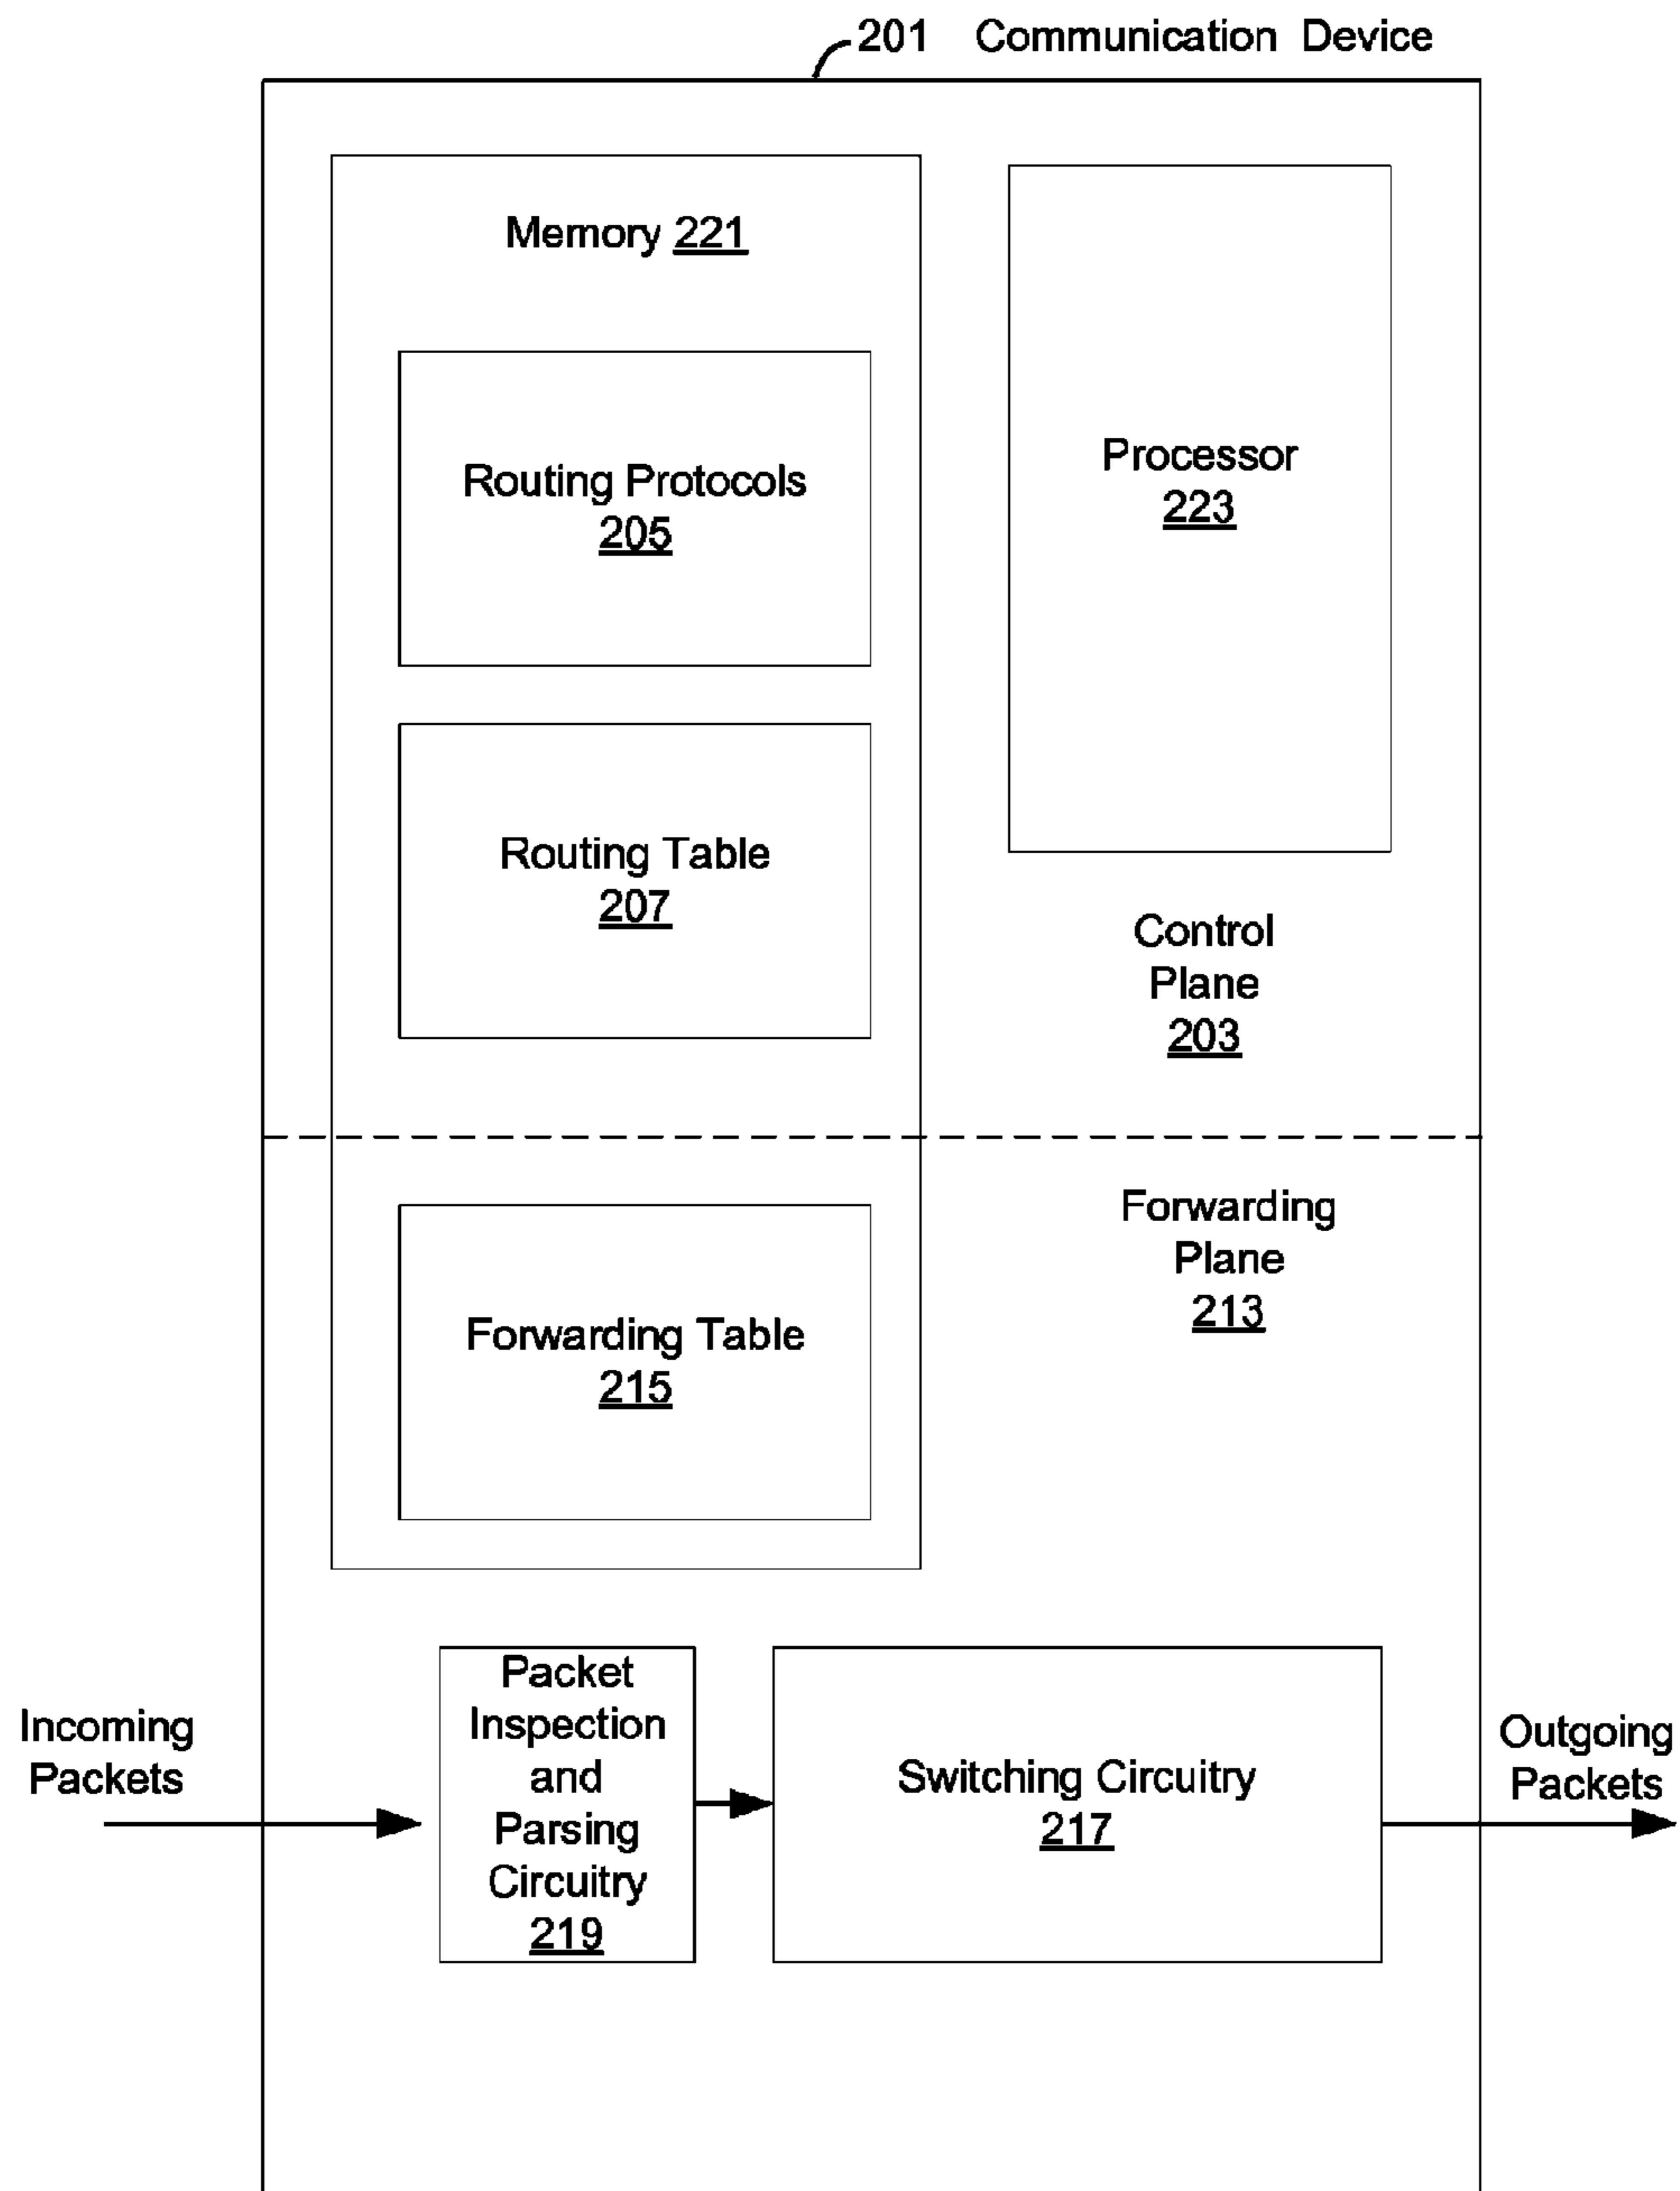 201 Communication Device
Memory 221
Routing Protocols
205
Processor
223
Routing Table
207
Control
Plane
203
Forwarding
Plane
213
Forwarding Table
215
Incoming
Packets
Packet
Inspection
and
Parsing
Circuitry
219
Switching Circuitry
217
Outgoing
Packets